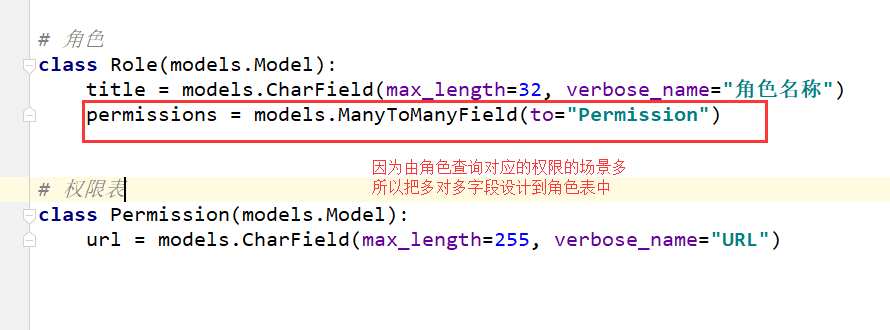 # 角色
class Role(models.Model):
title = models.CharField(max_length=32, verbose_name="角色名称")
permissions = models.ManyToManyField(to="Permission")
因为由角色查询对应的权限的场景多
所以把多对多字段设计到角色表中
# 权限表
class Permission(models.Model):
url = models.CharField(max_length=255, verbose_name="URL")